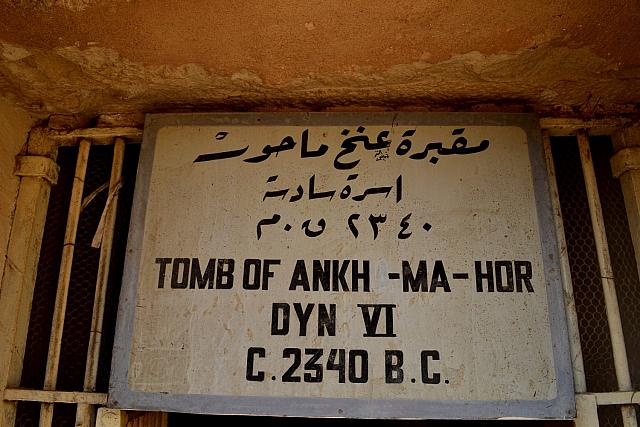 مقبرة عنخ ماحور
اسرة سادسة
٢٣٤٠ ق.م
TOMB OF ANKH-MA-HOR
DYN VI
C.2340 B.C.